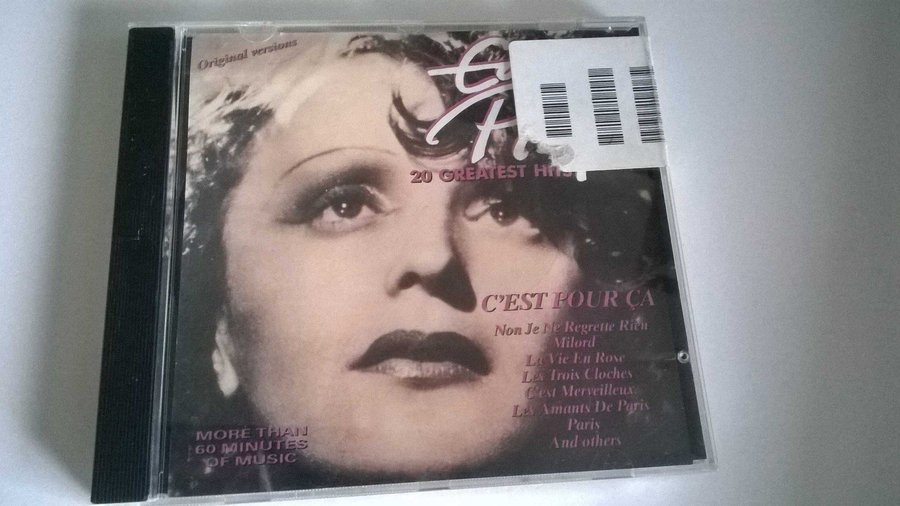 Original versions
20 GREATEST HITS
C'EST POUR ÇA
Non Je Ne Regrette Rien
Milord
La Vie En Rose
Les Trois Cloches
C'est Merveilleux
Les Amants De Paris
Paris
And others
MORE THAN
60 MINUTES
OF MUSIC